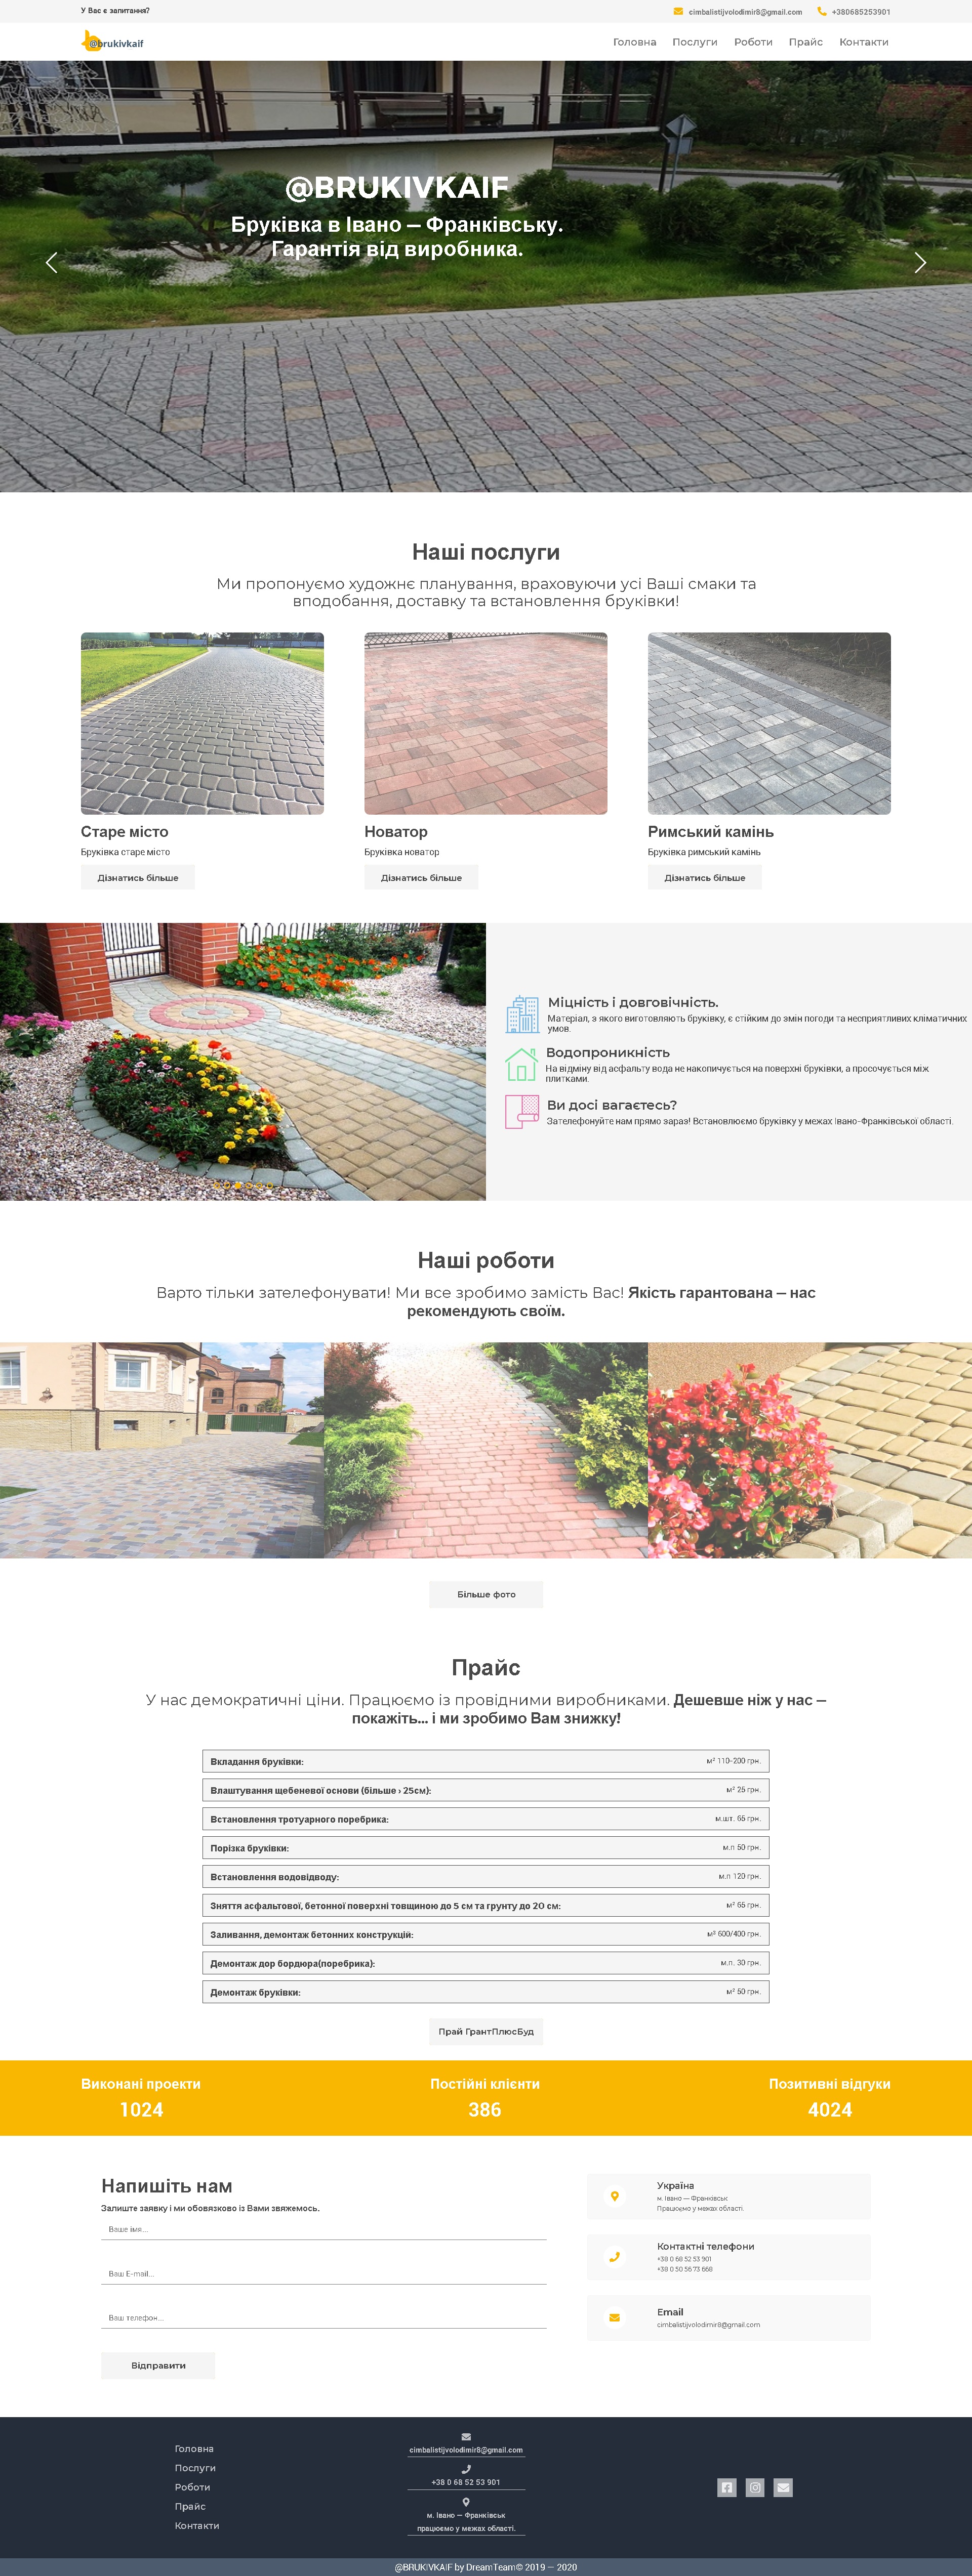 У Вас є запитання?
cimbalistijvolodimir8@gmail.com
+380685253901
@brukivkaif
Головна
Послуги
Роботи
Прайс
Контакти
@BRUKIVKAIF
Бруківка в Івано – Франківську.
Гарантія від виробника.
Наші послуги
Ми пропонуємо художнє планування, враховуючи усі Ваші смаки та
вподобання, доставку та встановлення бруківки!
Старе місто
Бруківка старе місто
Дізнатись більше
Новатор
Бруківка новатор
Дізнатись більше
Римський камінь
Бруківка римський камінь
Дізнатись більше
Міцність і довговічність.
Матеріал, з якого виготовляють бруківку, є стійким до змін погоди та несприятливих кліматичних
умов.
Водопроникність
На відміну від асфальту вода не накопичується на поверхні бруківки, а просочується між
плитками.
Ви досі вагаєтесь?
Зателефонуйте нам прямо зараз! Встановлюємо бруківку у межах Івано-Франківської області.
Наші роботи
Варто тільки зателефонувати! Ми все зробимо замість Вас! Якість гарантована – нас
рекомендують своїм.
Більше фото
Прайс
У нас демократичні ціни. Працюємо із провідними виробниками. Дешевше ніж у нас –
покажіть... і ми зробимо Вам знижку!
Вкладання бруківки: м² 110-200 грн.
Влаштування щебеневої основи (більше > 25см): м² 25 грн.
Встановлення тротуарного поребрика: м.шт. 65 грн.
Порізка бруківки: м.п 50 грн.
Встановлення водовідводу: м.п 120 грн.
Зняття асфальтової, бетонної поверхні товщиною до 5 см та грунту до 20 см: м² 65 грн.
Заливання, демонтаж бетонних конструкцій: м³ 600/400 грн.
Демонтаж дор бордюра(поребрика): м.п. 30 грн.
Демонтаж бруківки: м² 50 грн.
Прай ГрантПлюсБуд
Виконані проекти
1024
Постійні клієнти
386
Позитивні відгуки
4024
Напишіть нам
Залиште заявку і ми обовязково із Вами звяжемось.
Ваше імя...
Ваш E-mail...
Ваш телефон...
Відправити
Україна
м. Івано — Франківськ
Працюємо у межах області.
Контактні телефони
+38 0 68 52 53 901
+38 0 50 56 73 668
Email
cimbalistijvolodimir8@gmail.com
Головна
Послуги
Роботи
Прайс
Контакти
cimbalistijvolodimir8@gmail.com
+38 0 68 52 53 901
м. Івано — Франківськ
працюємо у межах області.
@BRUKIVKAIF by DreamTeam© 2019 — 2020